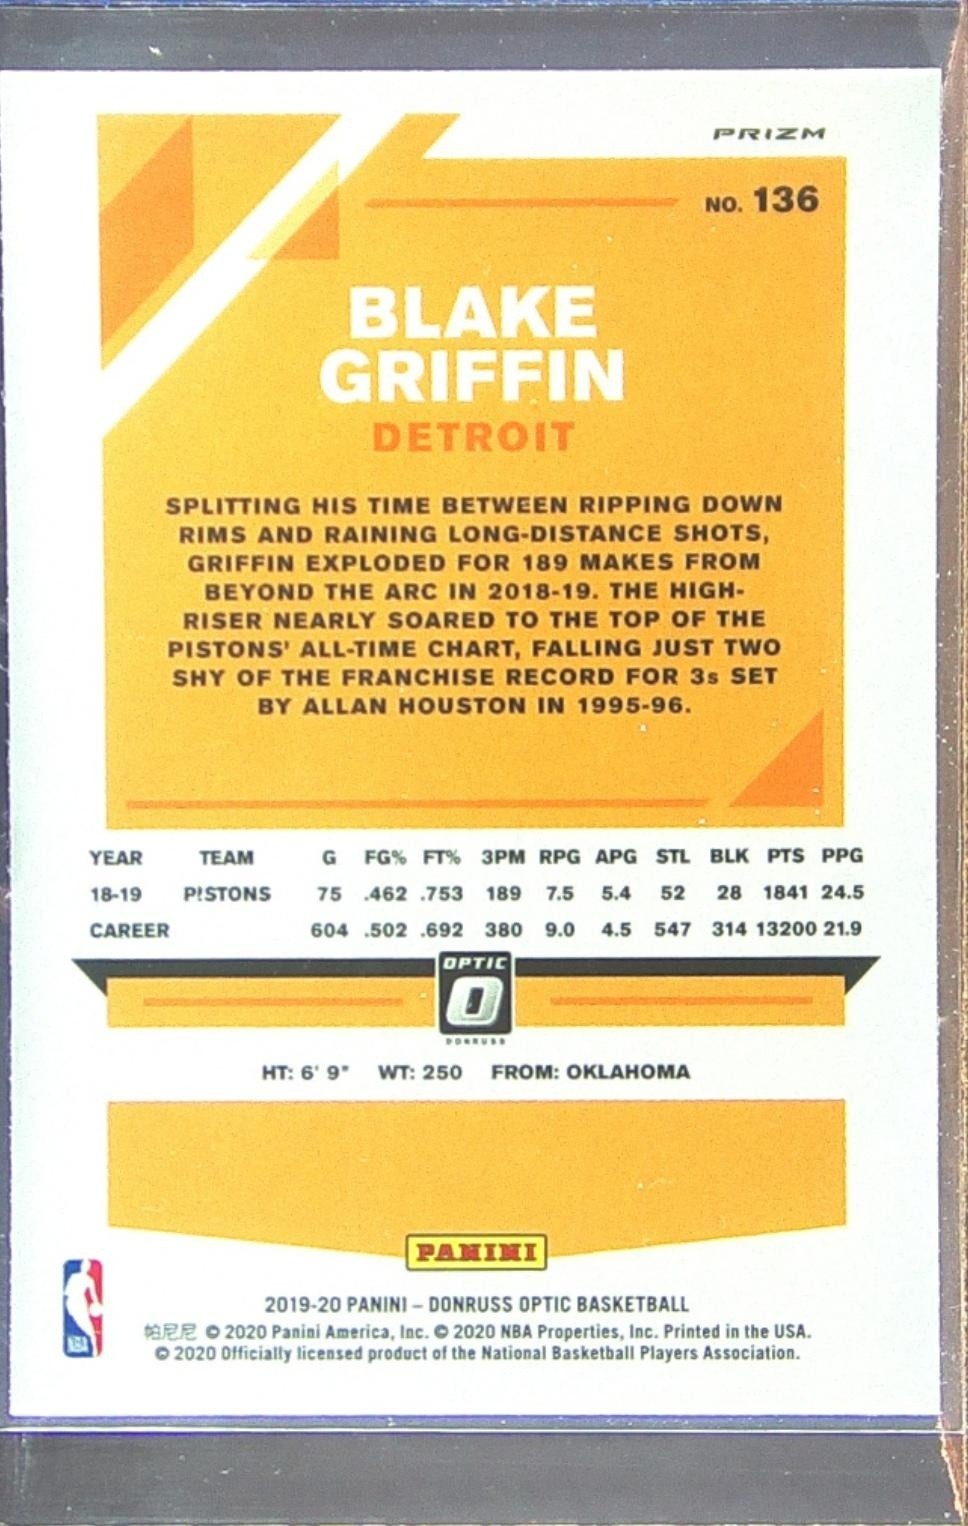 PRIZM
NO. 136
BLAKE
GRIFFIN
DETROIT
SPLITTING HIS TIME BETWEEN RIPPING DOWN
RIMS AND RAINING LONG-DISTANCE SHOTS,
GRIFFIN EXPLODED FOR 189 MAKES FROM
BEYOND THE ARC IN 2018-19. THE HIGH-
RISER NEARLY SOARED TO THE TOP OF THE
PISTONS' ALL-TIME CHART, FALLING JUST TWO
SHY OF THE FRANCHISE RECORD FOR 3s SET
BY ALLAN HOUSTON IN 1995-96.
YEAR TEAM G FG% FT% 3PM RPG APG STL BLK PTS PPG
18-19 PISTONS 75 .462 .753 189 7.5 5.4 52 28 1841 24.5
CAREER 604 .502 .692 380 9.0 4.5 547 314 13200 21.9
OPTIC
O
DONRUSS
HT: 6' 9" WT: 250 FROM: OKLAHOMA
PANINI
NBA
2019-20 PANINI – DONRUSS OPTIC BASKETBALL
帕尼尼 © 2020 Panini America, Inc. © 2020 NBA Properties, Inc. Printed in the USA.
© 2020 Officially licensed product of the National Basketball Players Association.